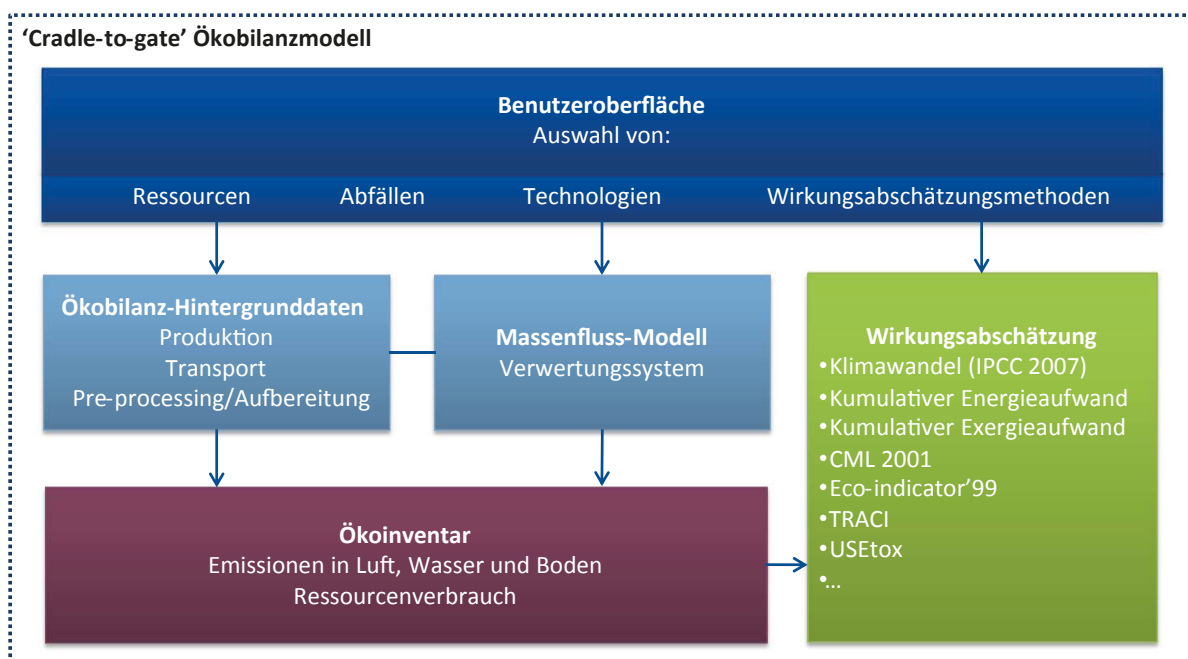 ‘Cradle-to-gate’ Ökobilanzmodell
Benutzeroberfläche
Auswahl von:
Ressourcen Abfällen Technologien Wirkungsabschätzungsmethoden
Ökobilanz-Hintergrunddaten
Produktion
Transport
Pre-processing/Aufbereitung
Massenfluss-Modell
Verwertungssystem
Wirkungsabschätzung
•Klimawandel (IPCC 2007)
•Kumulativer Energieaufwand
•Kumulativer Exergieaufwand
•CML 2001
•Eco-indicator’99
•TRACI
•USEtox
•...
Ökoinventar
Emissionen in Luft, Wasser und Boden
Ressourcenverbrauch